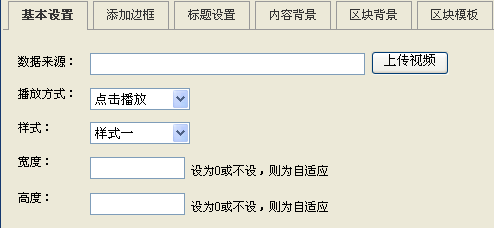 基本设置 添加边框 标题设置 内容背景 区块背景 区块模板
数据来源： 上传视频
播放方式： 点击播放
样式： 样式一
宽度： 设为0或不设，则为自适应
高度： 设为0或不设，则为自适应